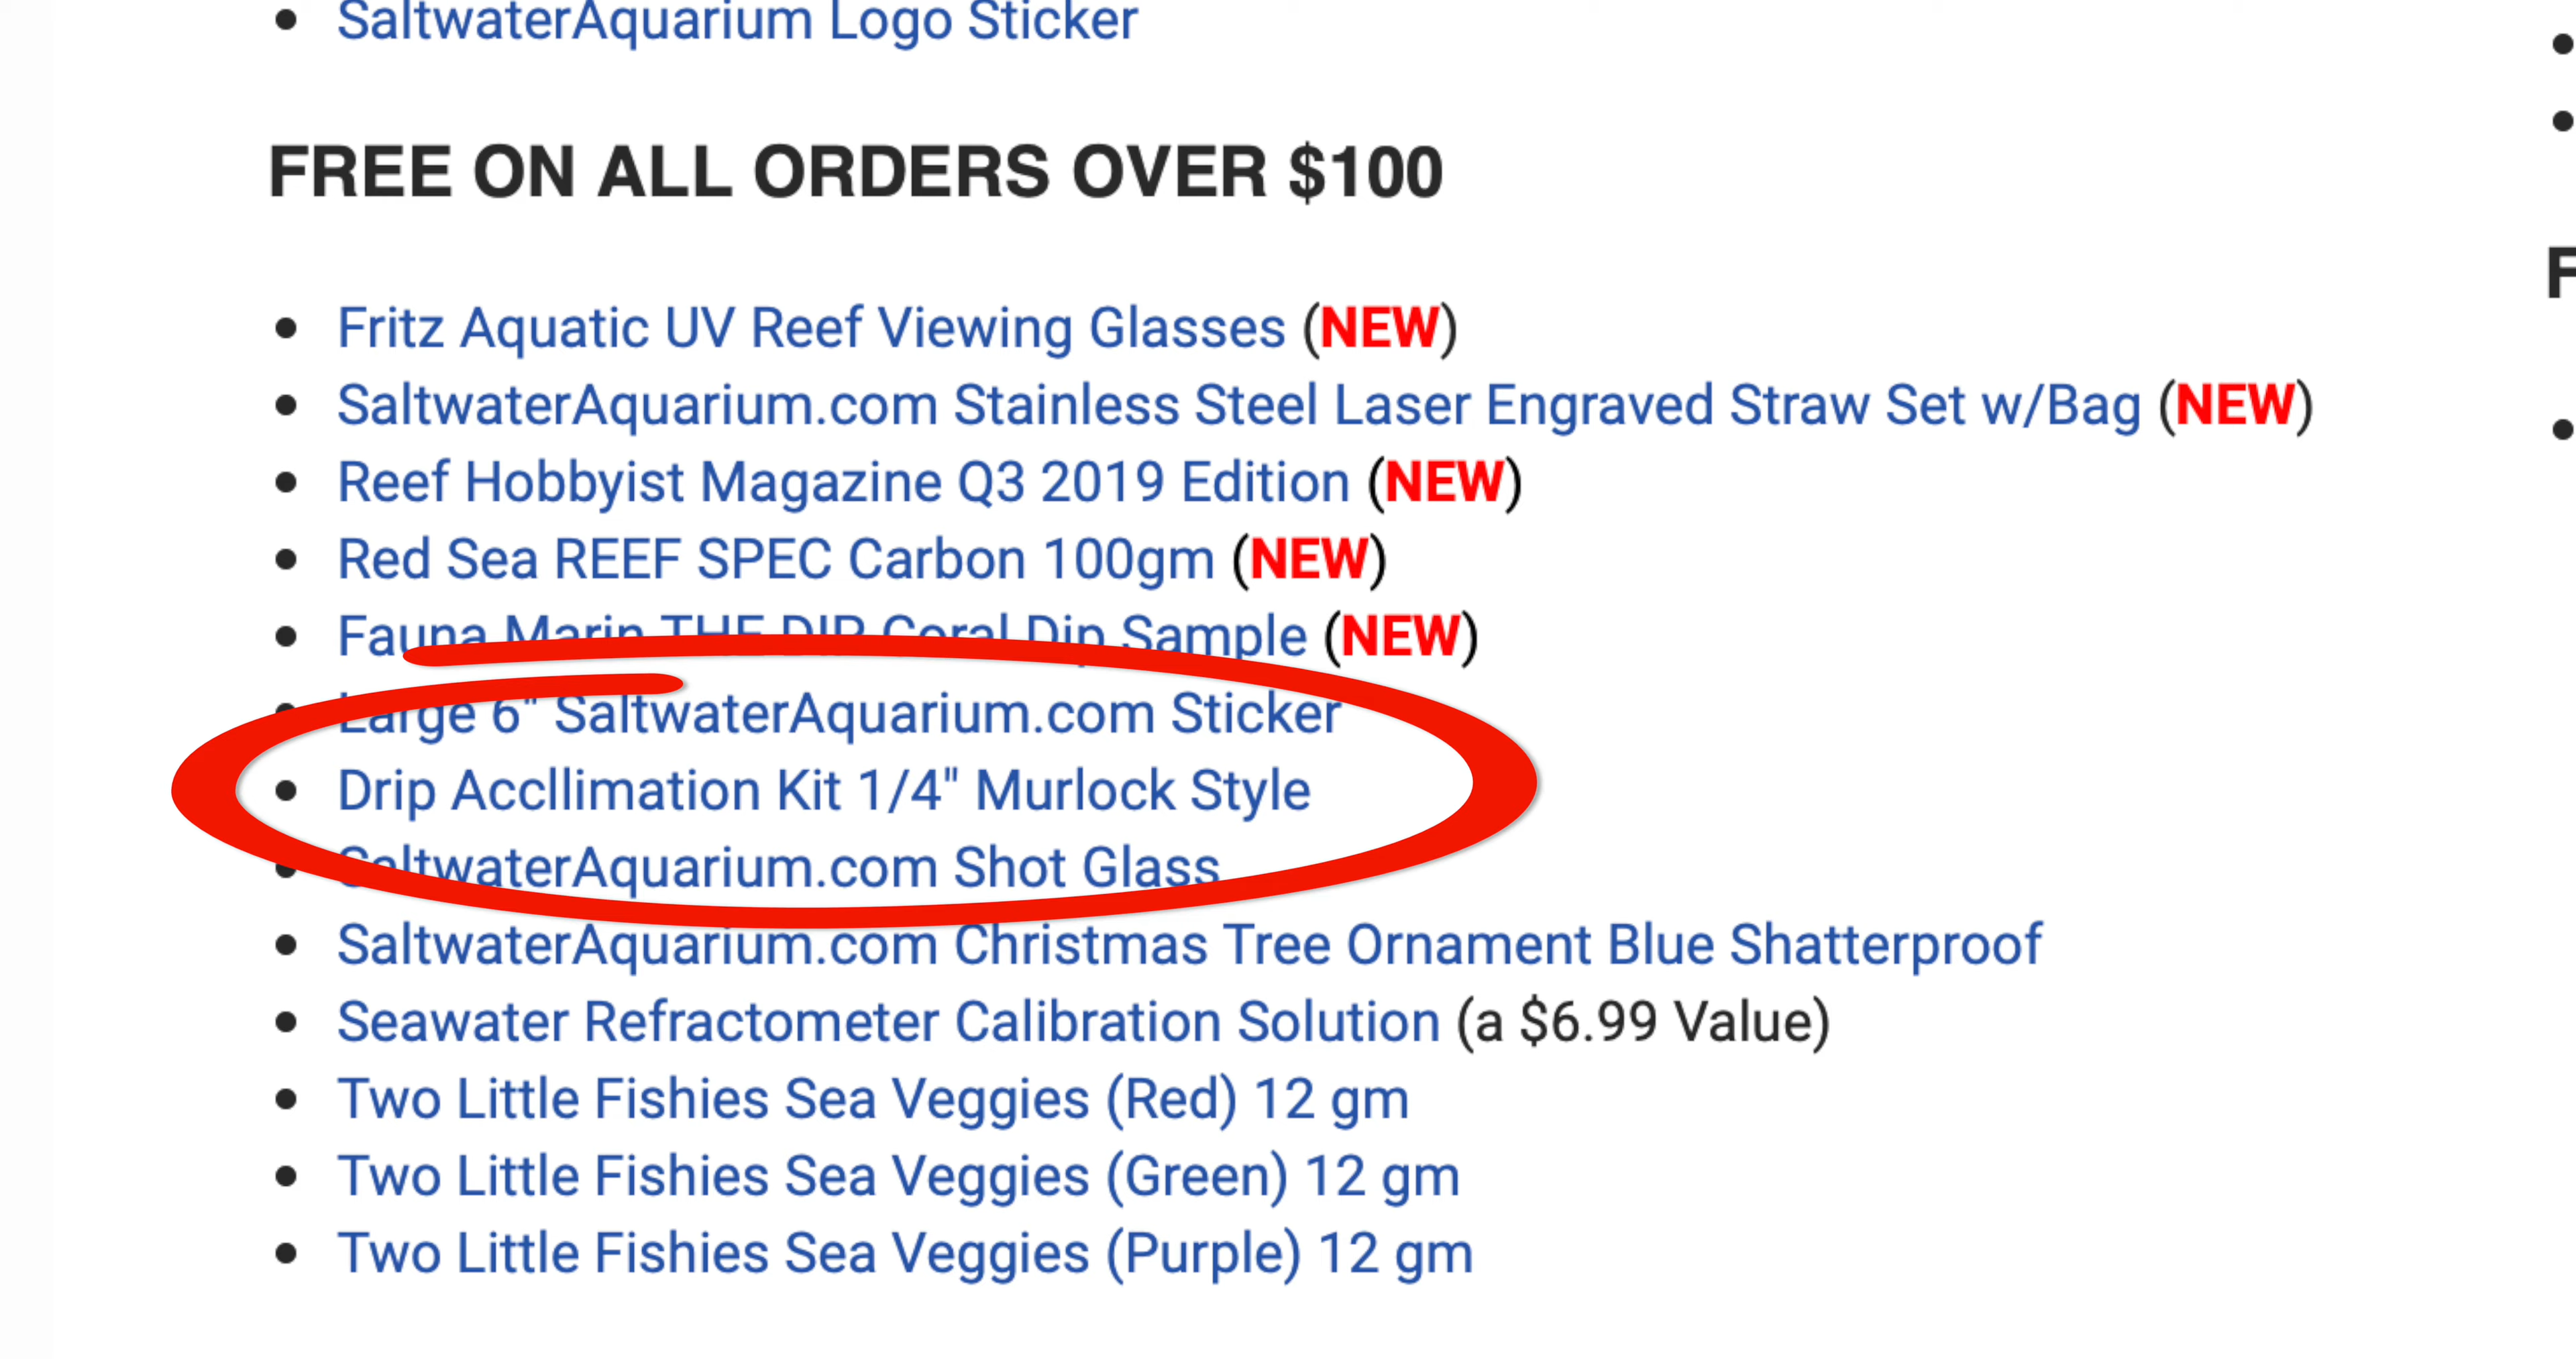 SaltwaterAquarium Logo Sticker
FREE ON ALL ORDERS OVER $100
Fritz Aquatic UV Reef Viewing Glasses (NEW)
SaltwaterAquarium.com Stainless Steel Laser Engraved Straw Set w/Bag (NEW)
Reef Hobbyist Magazine Q3 2019 Edition (NEW)
Red Sea REEF SPEC Carbon 100gm (NEW)
Fauna Marin THE DIP Coral Dip Sample (NEW)
Large 6" SaltwaterAquarium.com Sticker
Drip Accllimation Kit 1/4" Murlock Style
SaltwaterAquarium.com Shot Glass
SaltwaterAquarium.com Christmas Tree Ornament Blue Shatterproof
Seawater Refractometer Calibration Solution (a $6.99 Value)
Two Little Fishies Sea Veggies (Red) 12 gm
Two Little Fishies Sea Veggies (Green) 12 gm
Two Little Fishies Sea Veggies (Purple) 12 gm